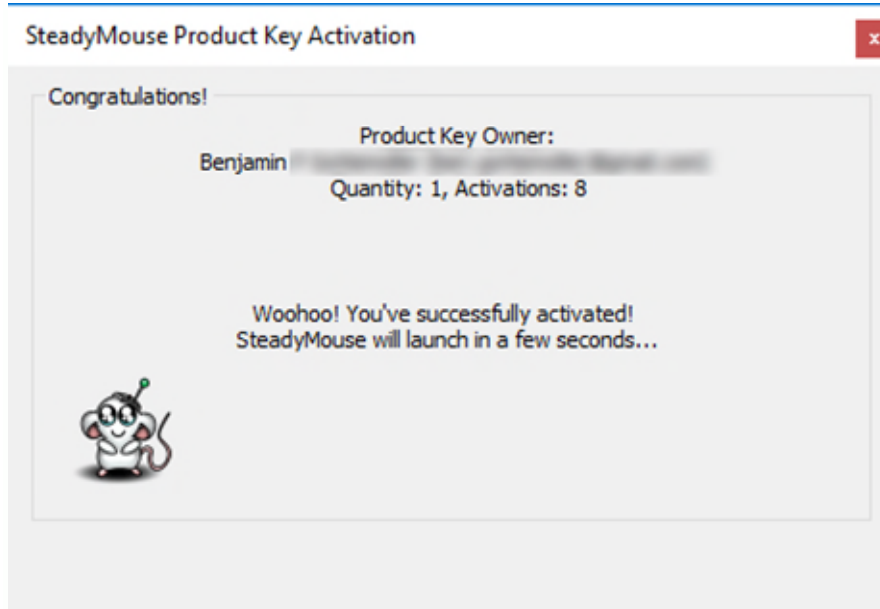 SteadyMouse Product Key Activation
x
Congratulations!
Product Key Owner:
Benjamin
Quantity: 1, Activations: 8
Woohoo! You've successfully activated!
SteadyMouse will launch in a few seconds...